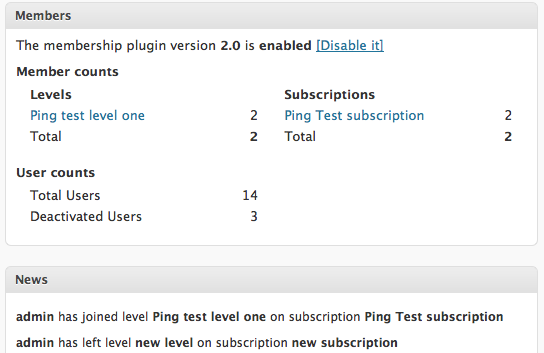 Members
The membership plugin version 2.0 is enabled [Disable it]
Member counts
Levels Subscriptions
Ping test level one 2 Ping Test subscription 2
Total 2 Total 2
User counts
Total Users 14
Deactivated Users 3
News
admin has joined level Ping test level one on subscription Ping Test subscription
admin has left level new level on subscription new subscription